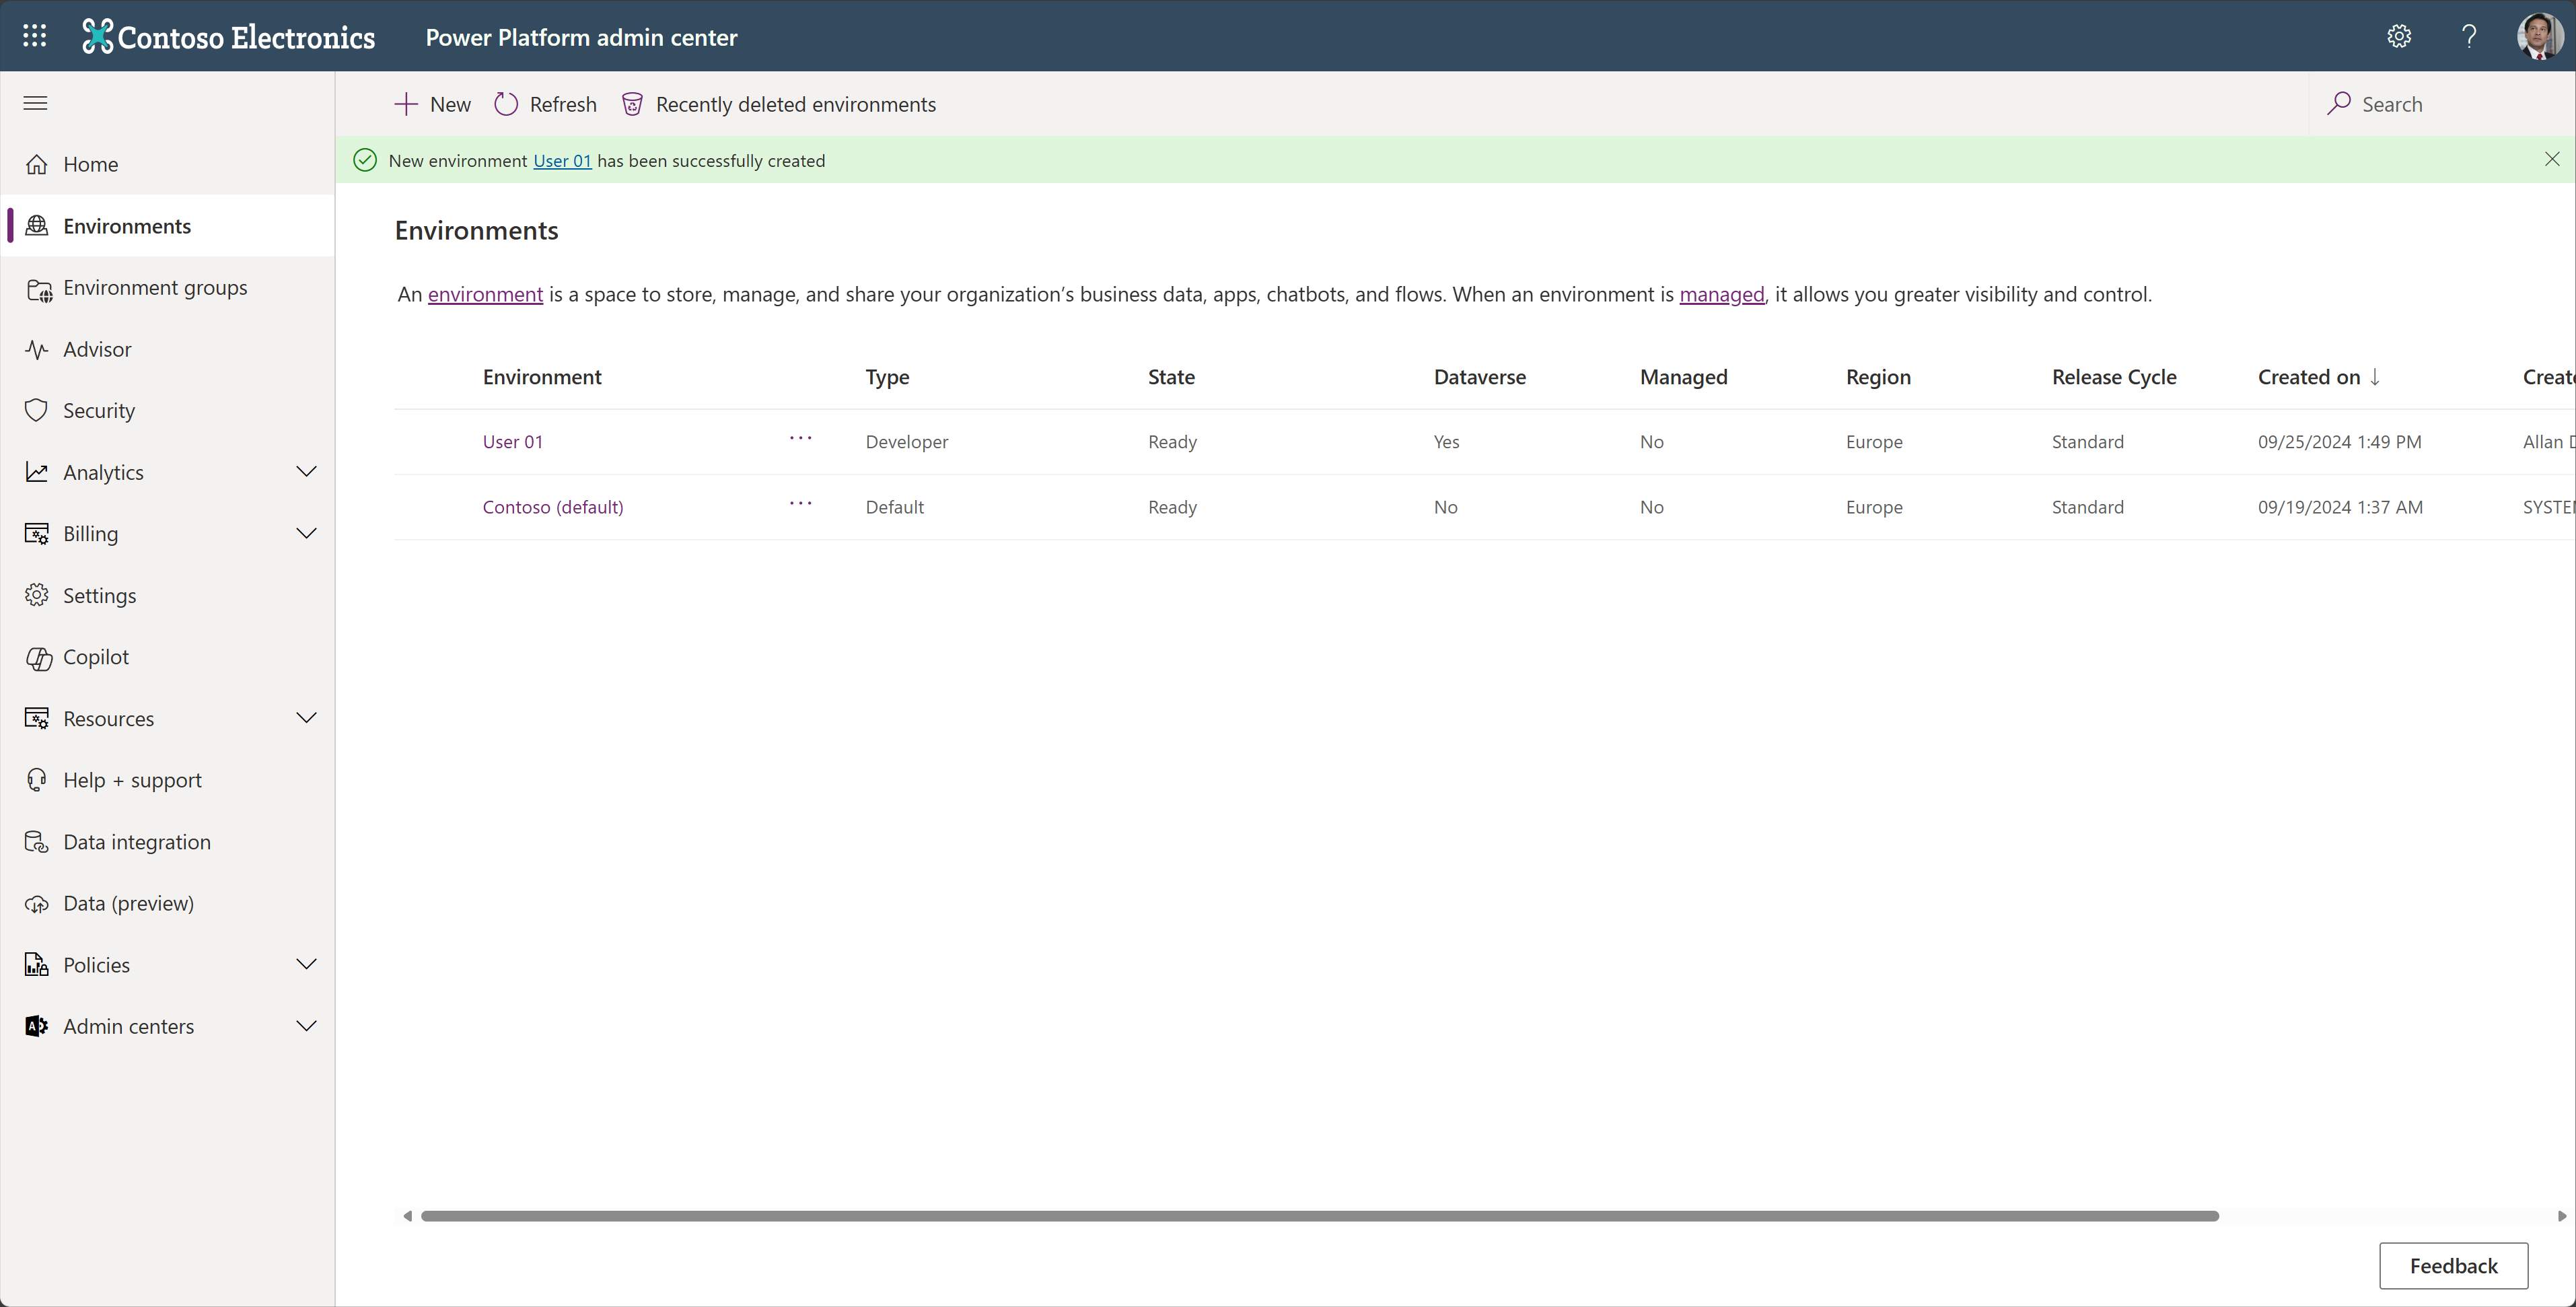 Contoso Electronics
Power Platform admin center
New
Refresh
Recently deleted environments
Search
New environment User 01 has been successfully created
Home
Environments
Environment groups
Advisor
Security
Analytics
Billing
Settings
Copilot
Resources
Help + support
Data integration
Data (preview)
Policies
Admin centers
Environments
An environment is a space to store, manage, and share your organization's business data, apps, chatbots, and flows. When an environment is managed, it allows you greater visibility and control.
Environment Type State Dataverse Managed Region Release Cycle Created on ↓ Creat
User 01 ... Developer Ready Yes No Europe Standard 09/25/2024 1:49 PM Allan D
Contoso (default) ... Default Ready No No Europe Standard 09/19/2024 1:37 AM SYSTE
Feedback